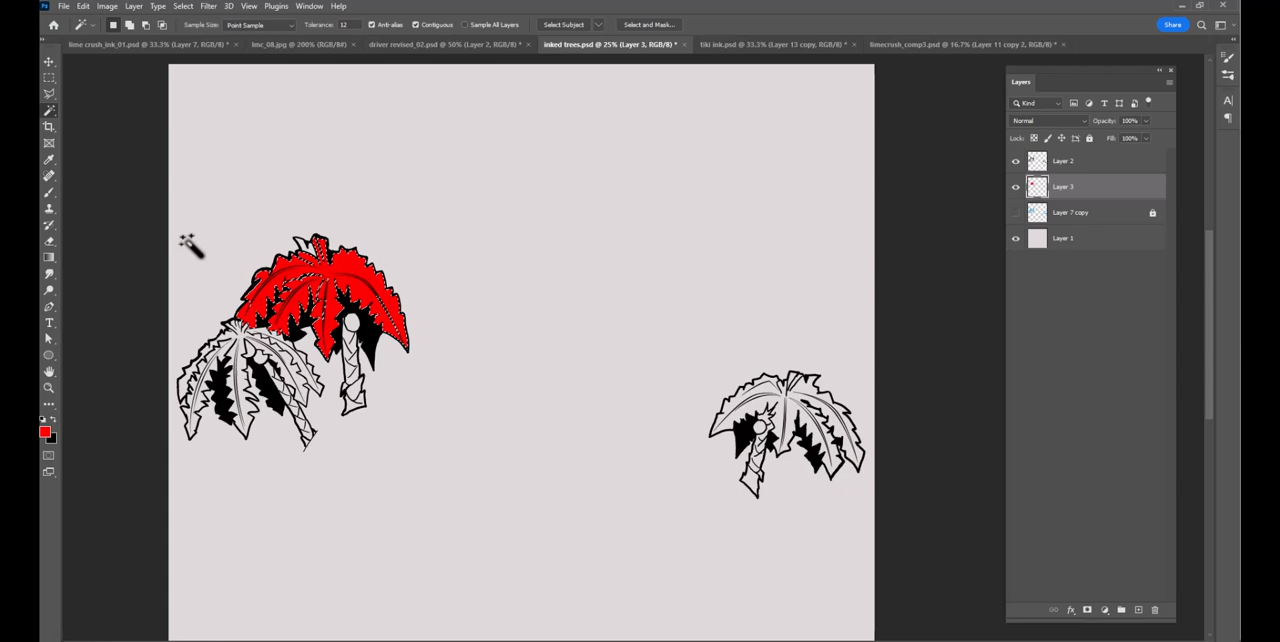 Ps File Edit Image Layer Type Select Filter 3D View Plugins Window Help
Sample Size: Point Sample Tolerance: 12 Anti-alias Contiguous Sample All Layers Select Subject Select and Mask... Share
lime crush_ink_01.psd @ 33.3% (Layer 7, RGB/8) * × lmc_08.jpg @ 200% (RGB/8#) × driver revised_02.psd @ 50% (Layer 2, RGB/8) * × inked trees.psd @ 25% (Layer 3, RGB/8) * × tiki ink.psd @ 33.3% (Layer 13 copy, RGB/8) * × limecrush_comp3.psd @ 16.7% (Layer 11 copy 2, RGB/8) * ×
Layers
Kind
Normal Opacity: 100%
Lock: Fill: 100%
Layer 2
Layer 3
Layer 7 copy
Layer 1